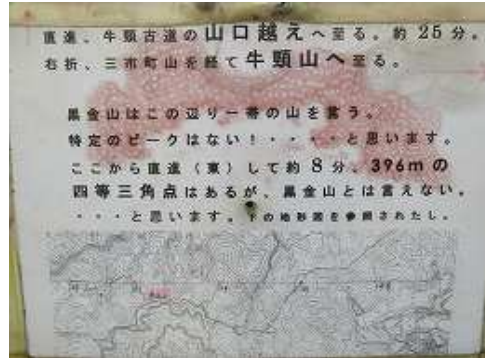 直進、牛頸古道の山口越えへ至る。約25分。
右折、三市町山を経て牛頸山へ至る。
黒金山はこの辺り一帯の山を言う。
特定のピークはない！・・・・と思います。
ここから直進（東）して約8分、396mの
四等三角点はあるが、黒金山とは言えない。
・・・と思います。下の地形図を参照されたし。